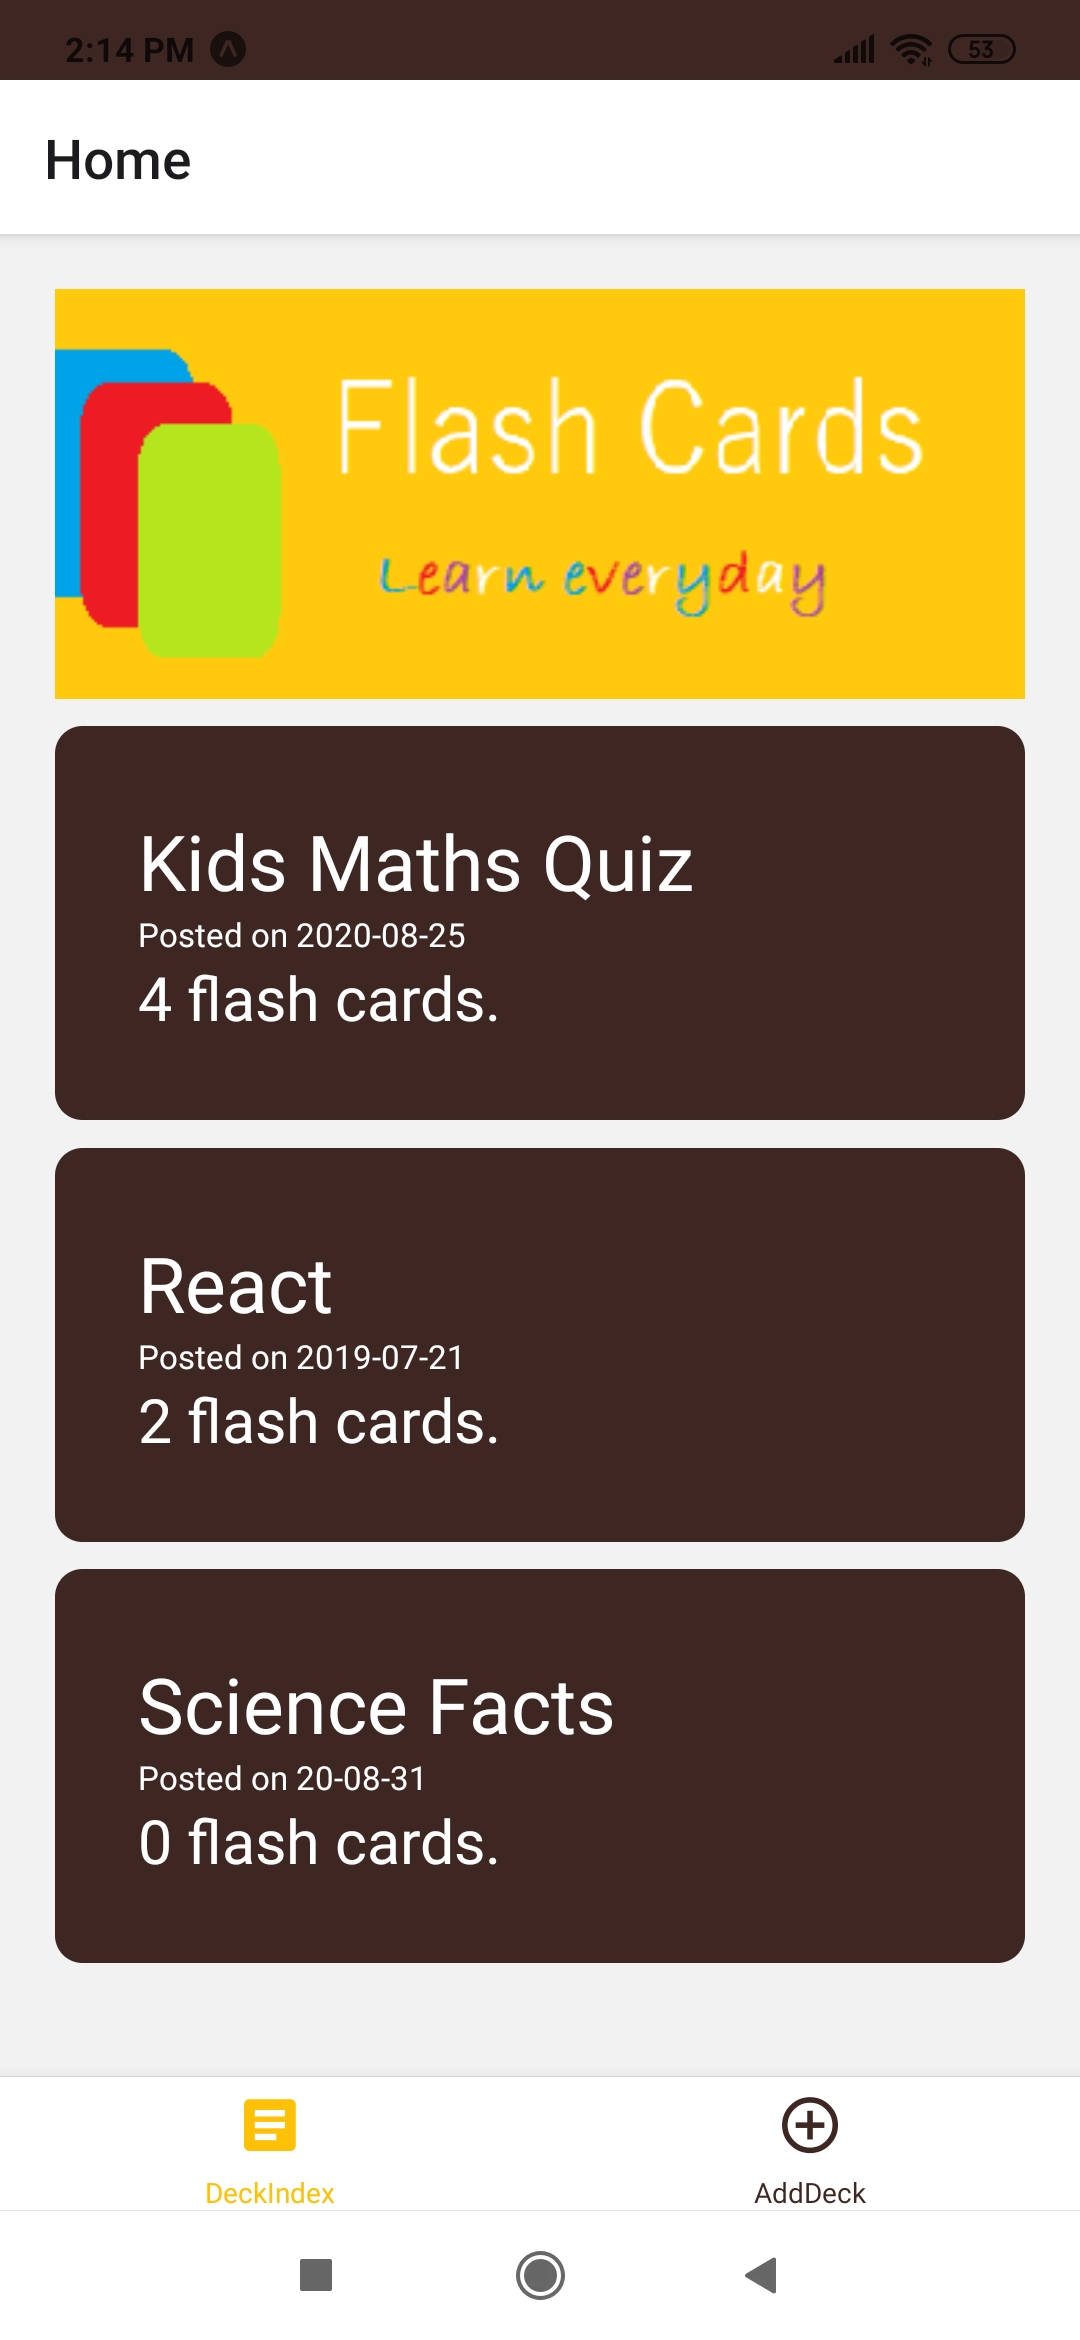 2:14 PM
53
Home
Flash Cards
Learn everyday
Kids Maths Quiz
Posted on 2020-08-25
4 flash cards.
React
Posted on 2019-07-21
2 flash cards.
Science Facts
Posted on 20-08-31
0 flash cards.
DeckIndex
AddDeck